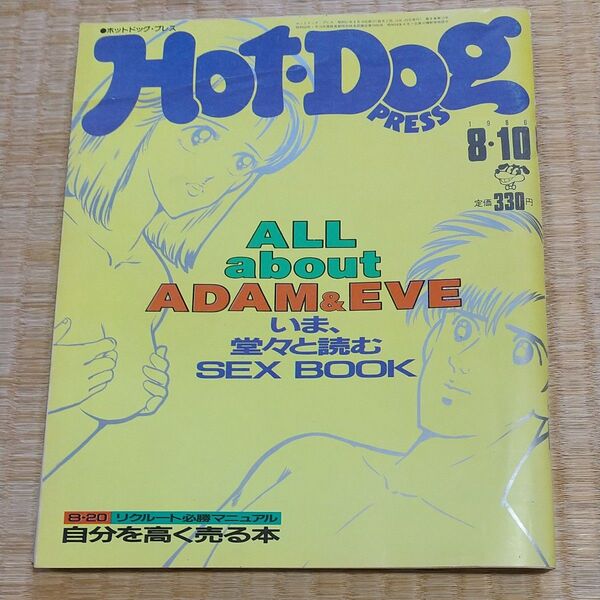 ●ホットドッグ・プレス
HOT·DOG
PRESS
1986
8·10
定価330円
ALL
about
ADAM&EVE
いま、
堂々と読む
SEX BOOK
8·20 リクルート必勝マニュアル
自分を高く売る本